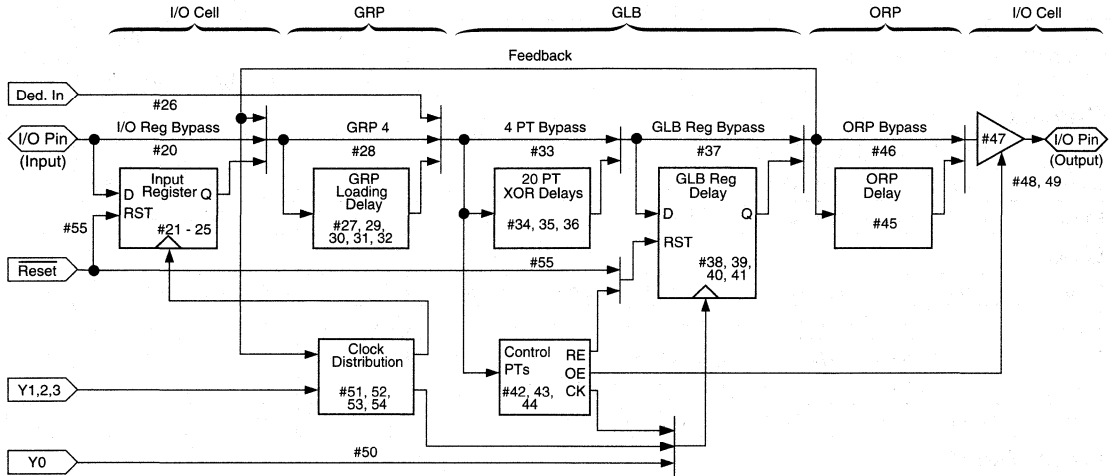 I/O Cell
GRP
GLB
ORP
I/O Cell
Feedback
Ded. In
#26
I/O Pin
(Input)
I/O Reg Bypass
#20
GRP 4
#28
4 PT Bypass
#33
GLB Reg Bypass
#37
ORP Bypass
#46
#47
I/O Pin
(Output)
#48, 49
Input
Register
D
Q
RST
#21 - 25
#55
GRP
Loading
Delay
#27, 29,
30, 31, 32
20 PT
XOR Delays
#34, 35, 36
GLB Reg
Delay
D
Q
RST
#38, 39,
40, 41
ORP
Delay
#45
Reset
#55
Clock
Distribution
#51, 52,
53, 54
Control
PTs
RE
OE
CK
#42, 43,
44
Y1,2,3
Y0
#50